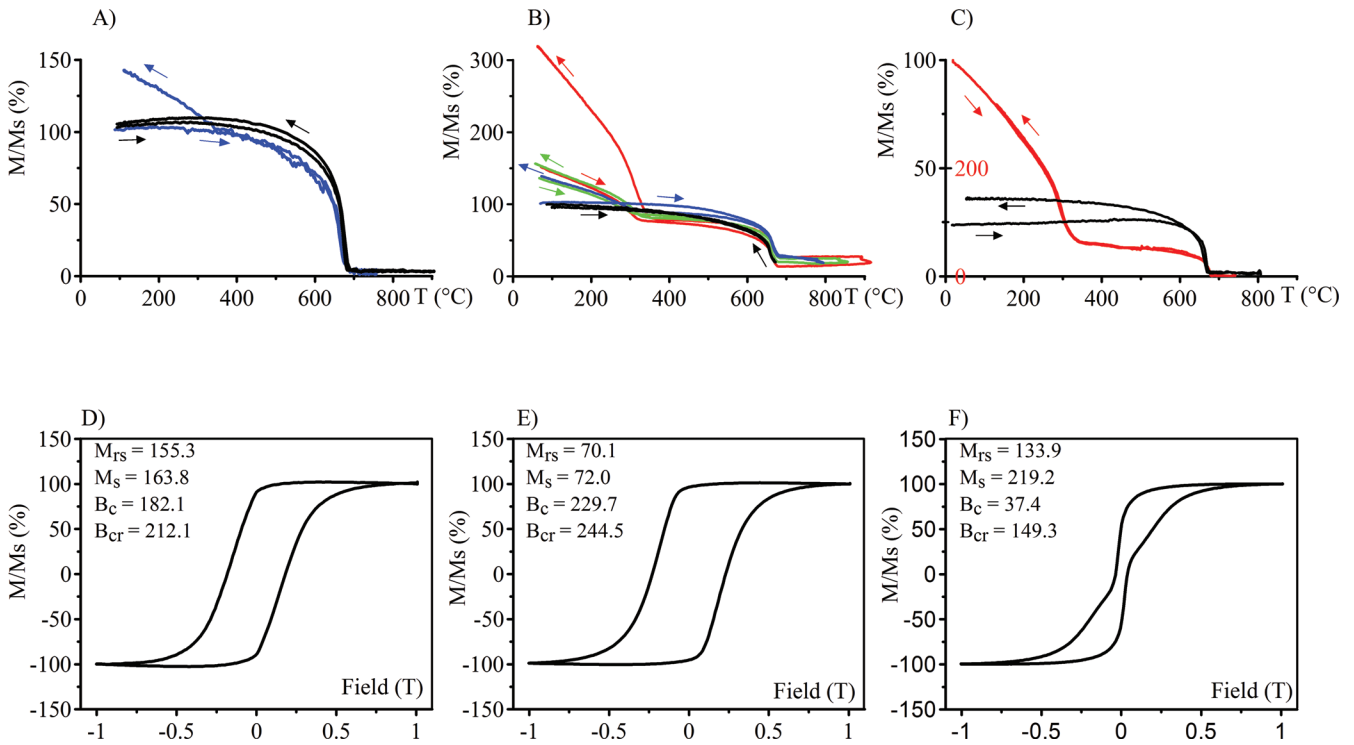 A)
M/Ms (%)
150
100
50
0
0
200
400
600
800
T (°C)
B)
M/Ms (%)
300
200
100
0
0
200
400
600
800
T (°C)
C)
M/Ms (%)
100
50
0
200
0
0
200
400
600
800
T (°C)
D)
M/Ms (%)
150
100
50
0
-50
-100
-150
Mrs = 155.3
Ms = 163.8
Bc = 182.1
Bcr = 212.1
Field (T)
-1
-0.5
0
0.5
1
E)
M/Ms (%)
150
100
50
0
-50
-100
-150
Mrs = 70.1
Ms = 72.0
Bc = 229.7
Bcr = 244.5
Field (T)
-1
-0.5
0
0.5
1
F)
M/Ms (%)
150
100
50
0
-50
-100
-150
Mrs = 133.9
Ms = 219.2
Bc = 37.4
Bcr = 149.3
Field (T)
-1
-0.5
0
0.5
1